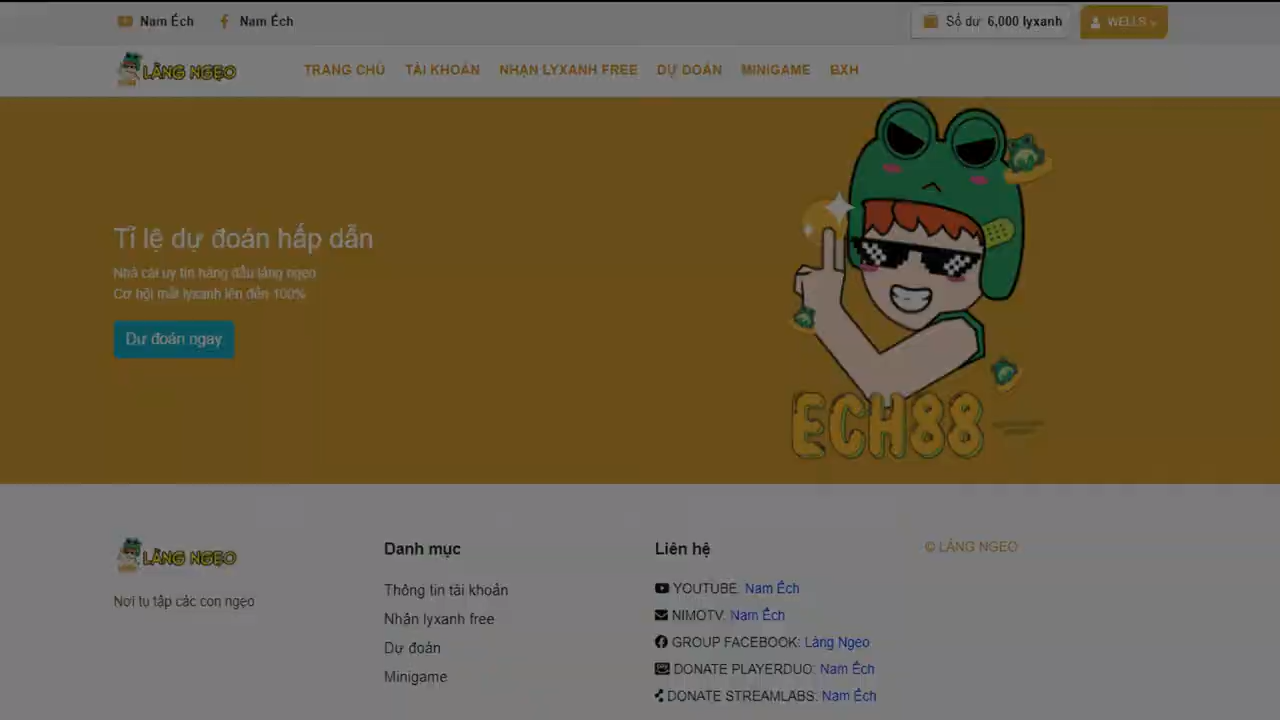 Nam Ếch
Nam Ếch
Số dư: 6,000 lyxanh
WELLS
LÀNG NGẸO
TRANG CHỦ
TÀI KHOẢN
NHẬN LYXANH FREE
DỰ ĐOÁN
MINIGAME
BXH
Tỉ lệ dự đoán hấp dẫn
Nhà cái uy tín hàng đầu làng ngẹo
Cơ hội mất lyxanh lên đến 100%
Dự đoán ngay
ECH88
LÀNG NGẸO
Nơi tụ tập các con ngẹo
Danh mục
Thông tin tài khoản
Nhận lyxanh free
Dự đoán
Minigame
Liên hệ
YOUTUBE: Nam Ếch
NIMOTV: Nam Ếch
GROUP FACEBOOK: Làng Ngẹo
DONATE PLAYERDUO: Nam Ếch
DONATE STREAMLABS: Nam Ếch
© LÀNG NGẸO